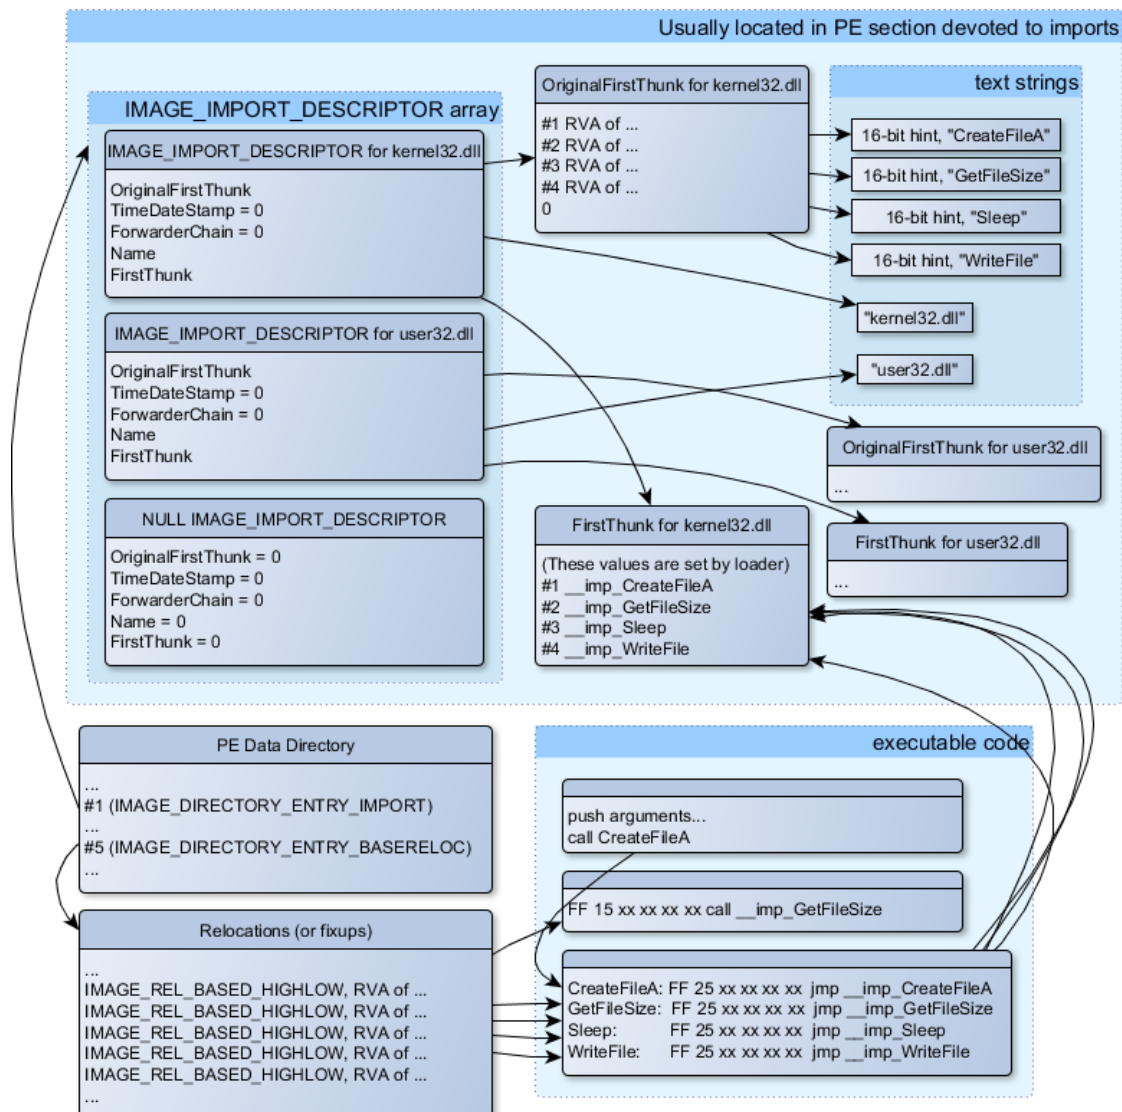 Usually located in PE section devoted to imports
IMAGE_IMPORT_DESCRIPTOR array
IMAGE_IMPORT_DESCRIPTOR for kernel32.dll
OriginalFirstThunk
TimeDateStamp = 0
ForwarderChain = 0
Name
FirstThunk
IMAGE_IMPORT_DESCRIPTOR for user32.dll
OriginalFirstThunk
TimeDateStamp = 0
ForwarderChain = 0
Name
FirstThunk
NULL IMAGE_IMPORT_DESCRIPTOR
OriginalFirstThunk = 0
TimeDateStamp = 0
ForwarderChain = 0
Name = 0
FirstThunk = 0
OriginalFirstThunk for kernel32.dll
#1 RVA of ...
#2 RVA of ...
#3 RVA of ...
#4 RVA of ...
0
text strings
16-bit hint, "CreateFileA"
16-bit hint, "GetFileSize"
16-bit hint, "Sleep"
16-bit hint, "WriteFile"
"kernel32.dll"
"user32.dll"
OriginalFirstThunk for user32.dll
...
FirstThunk for kernel32.dll
(These values are set by loader)
#1 __imp_CreateFileA
#2 __imp_GetFileSize
#3 __imp_Sleep
#4 __imp_WriteFile
FirstThunk for user32.dll
...
PE Data Directory
...
#1 (IMAGE_DIRECTORY_ENTRY_IMPORT)
...
#5 (IMAGE_DIRECTORY_ENTRY_BASERELOC)
...
Relocations (or fixups)
...
IMAGE_REL_BASED_HIGHLOW, RVA of ...
IMAGE_REL_BASED_HIGHLOW, RVA of ...
IMAGE_REL_BASED_HIGHLOW, RVA of ...
IMAGE_REL_BASED_HIGHLOW, RVA of ...
IMAGE_REL_BASED_HIGHLOW, RVA of ...
...
executable code
push arguments...
call CreateFileA
FF 15 xx xx xx xx call __imp_GetFileSize
CreateFileA: FF 25 xx xx xx xx jmp __imp_CreateFileA
GetFileSize: FF 25 xx xx xx xx jmp __imp_GetFileSize
Sleep: FF 25 xx xx xx xx jmp __imp_Sleep
WriteFile: FF 25 xx xx xx xx jmp __imp_WriteFile